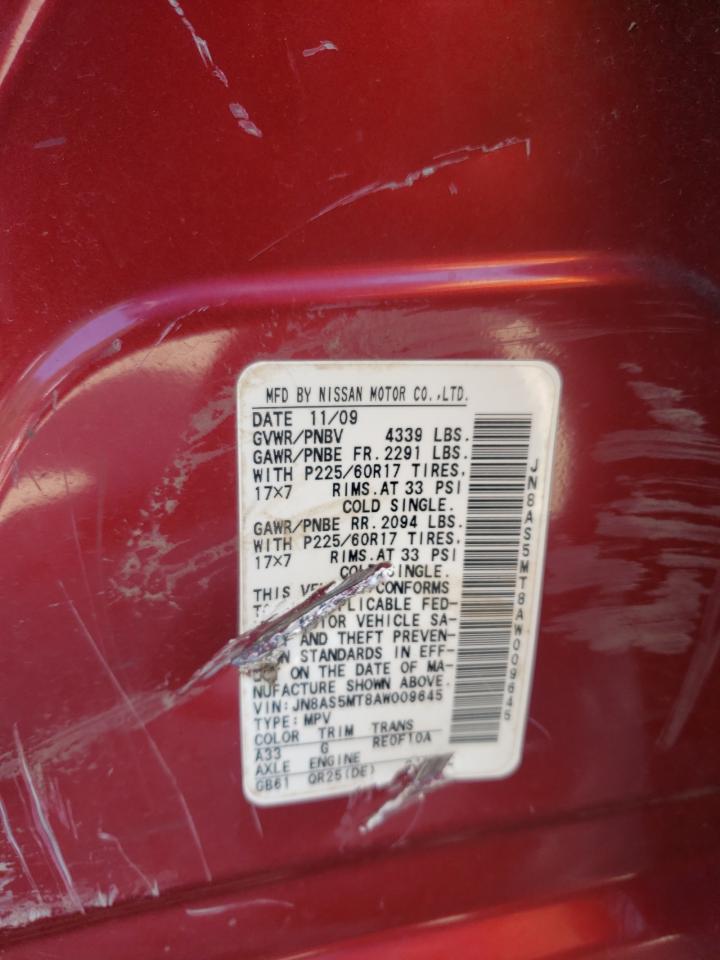 MFD BY NISSAN MOTOR CO.,LTD.
DATE 11/09
GVWR/PNBV 4339 LBS.
GAWR/PNBE FR. 2291 LBS.
WITH P225/60R17 TIRES,
17×7 RIMS.AT 33 PSI
COLD SINGLE.
GAWR/PNBE RR. 2094 LBS.
WITH P225/60R17 TIRES,
17×7 RIMS.AT 33 PSI
COLD SINGLE.
THIS CONFORMS
FED-
VEHICLE SA-
AND THEFT PREVEN-
STANDARDS IN EFF-
ON THE DATE OF MA-
NUFACTURE SHOWN ABOVE.
VIN: JN8AS5MT8AW009645
TYPE: MPV
COLOR TRIM TRANS
A33 G RE0F10A
AXLE ENGINE
GB61 QR25(DE)
JN8AS5MT8AW009645